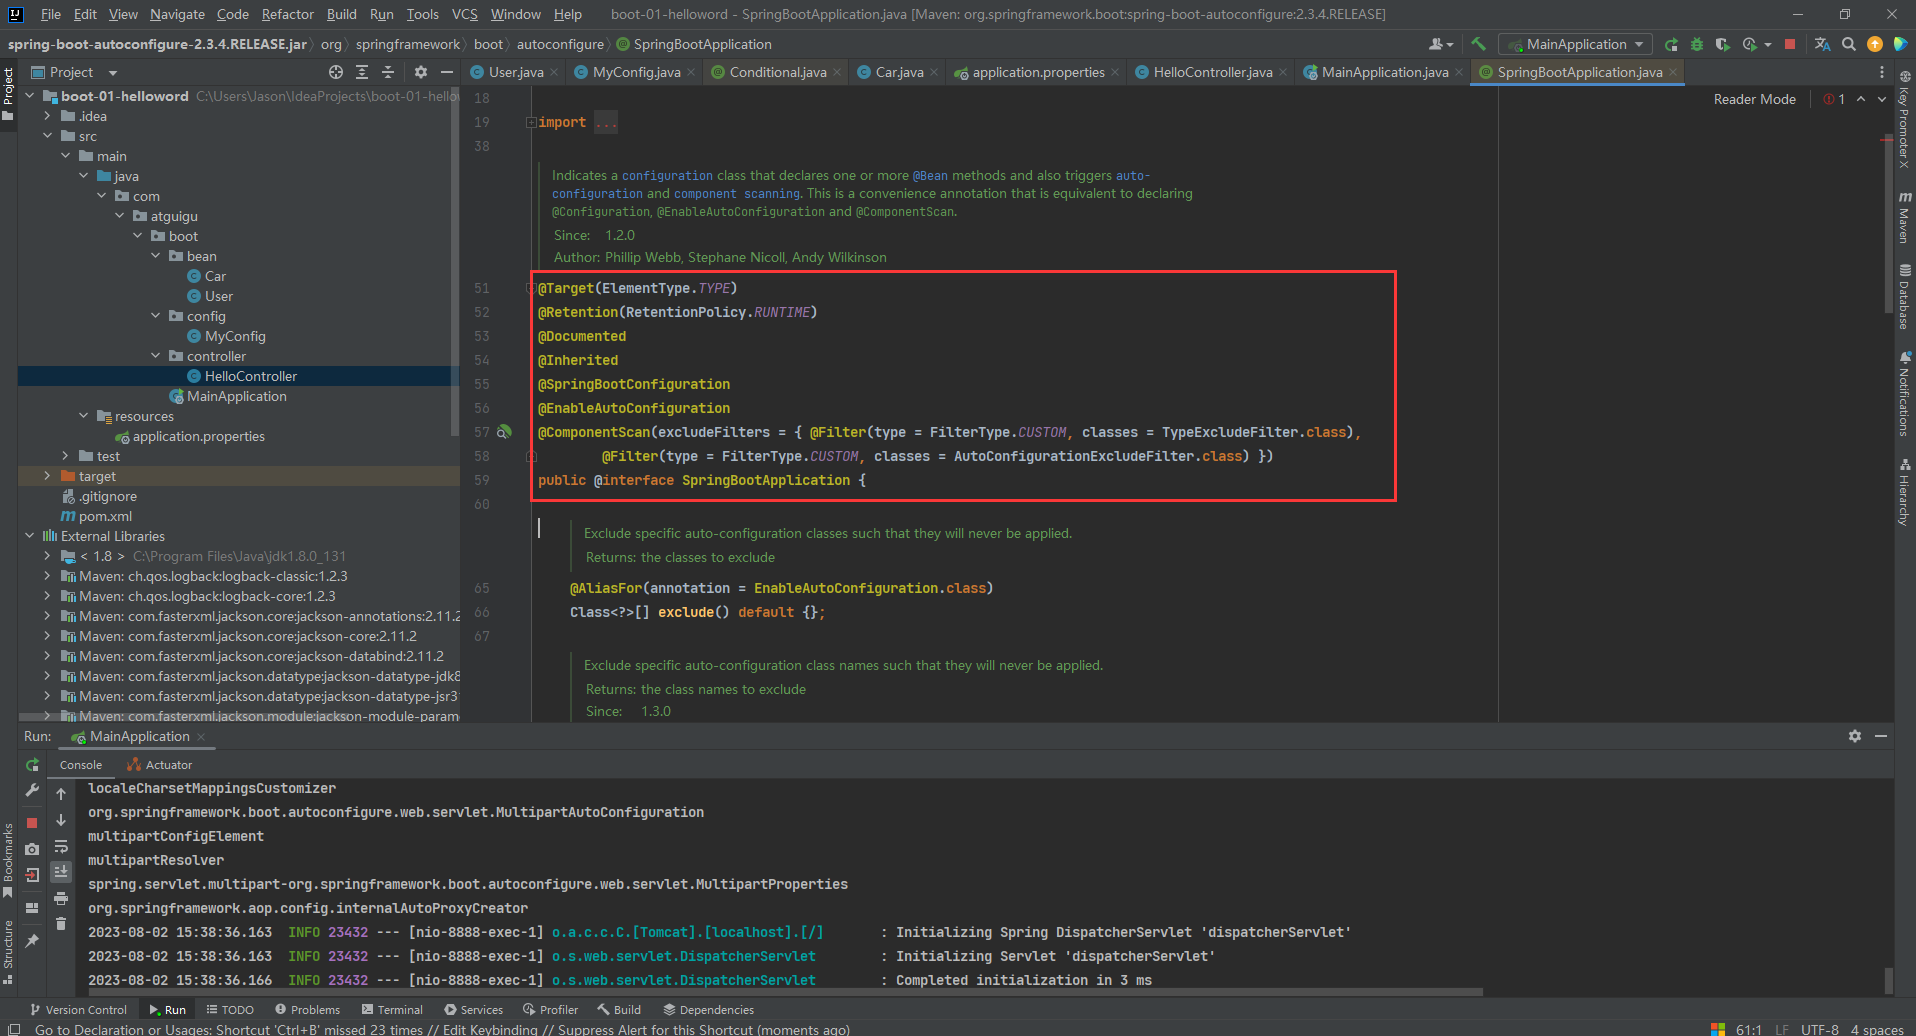 File Edit View Navigate Code Refactor Build Run Tools VCS Window Help boot-01-helloword - SpringBootApplication.java [Maven: org.springframework.boot:spring-boot-autoconfigure:2.3.4.RELEASE]
spring-boot-autoconfigure-2.3.4.RELEASE.jar org springframework boot autoconfigure SpringBootApplication MainApplication
Project User.java MyConfig.java Conditional.java Car.java application.properties HelloController.java MainApplication.java SpringBootApplication.java
Project
boot-01-helloword C:\Users\Jason\IdeaProjects\boot-01-hellow
.idea
src
main
java
com
atguigu
boot
bean
Car
User
config
MyConfig
controller
HelloController
MainApplication
resources
application.properties
test
target
.gitignore
pom.xml
External Libraries
< 1.8 > C:\Program Files\Java\jdk1.8.0_131
Maven: ch.qos.logback:logback-classic:1.2.3
Maven: ch.qos.logback:logback-core:1.2.3
Maven: com.fasterxml.jackson.core:jackson-annotations:2.11.2
Maven: com.fasterxml.jackson.core:jackson-core:2.11.2
Maven: com.fasterxml.jackson.core:jackson-databind:2.11.2
Maven: com.fasterxml.jackson.datatype:jackson-datatype-jdk8
Maven: com.fasterxml.jackson.datatype:jackson-datatype-jsr31
Maven: com.fasterxml.jackson.module:jackson-module-param
Reader Mode 1
18
19 import ...
38
Indicates a configuration class that declares one or more @Bean methods and also triggers auto-
configuration and component scanning. This is a convenience annotation that is equivalent to declaring
@Configuration, @EnableAutoConfiguration and @ComponentScan.
Since: 1.2.0
Author: Phillip Webb, Stephane Nicoll, Andy Wilkinson
51 @Target(ElementType.TYPE)
52 @Retention(RetentionPolicy.RUNTIME)
53 @Documented
54 @Inherited
55 @SpringBootConfiguration
56 @EnableAutoConfiguration
57 @ComponentScan(excludeFilters = { @Filter(type = FilterType.CUSTOM, classes = TypeExcludeFilter.class),
58 @Filter(type = FilterType.CUSTOM, classes = AutoConfigurationExcludeFilter.class) })
59 public @interface SpringBootApplication {
60
Exclude specific auto-configuration classes such that they will never be applied.
Returns: the classes to exclude
65 @AliasFor(annotation = EnableAutoConfiguration.class)
66 Class<?>[] exclude() default {};
67
Exclude specific auto-configuration class names such that they will never be applied.
Returns: the class names to exclude
Since: 1.3.0
Key Promoter X
Maven
Database
Notifications
Hierarchy
Run: MainApplication
Console Actuator
localeCharsetMappingsCustomizer
org.springframework.boot.autoconfigure.web.servlet.MultipartAutoConfiguration
multipartConfigElement
multipartResolver
spring.servlet.multipart-org.springframework.boot.autoconfigure.web.servlet.MultipartProperties
org.springframework.aop.config.internalAutoProxyCreator
2023-08-02 15:38:36.163 INFO 23432 --- [nio-8888-exec-1] o.a.c.c.C.[Tomcat].[localhost].[/] : Initializing Spring DispatcherServlet 'dispatcherServlet'
2023-08-02 15:38:36.163 INFO 23432 --- [nio-8888-exec-1] o.s.web.servlet.DispatcherServlet : Initializing Servlet 'dispatcherServlet'
2023-08-02 15:38:36.166 INFO 23432 --- [nio-8888-exec-1] o.s.web.servlet.DispatcherServlet : Completed initialization in 3 ms
Bookmarks
Structure
Version Control Run TODO Problems Terminal Services Profiler Build Dependencies
Go to Declaration or Usages: Shortcut 'Ctrl+B' missed 23 times // Edit Keybinding // Suppress Alert for this Shortcut (moments ago) 61:1 LF UTF-8 4 spaces